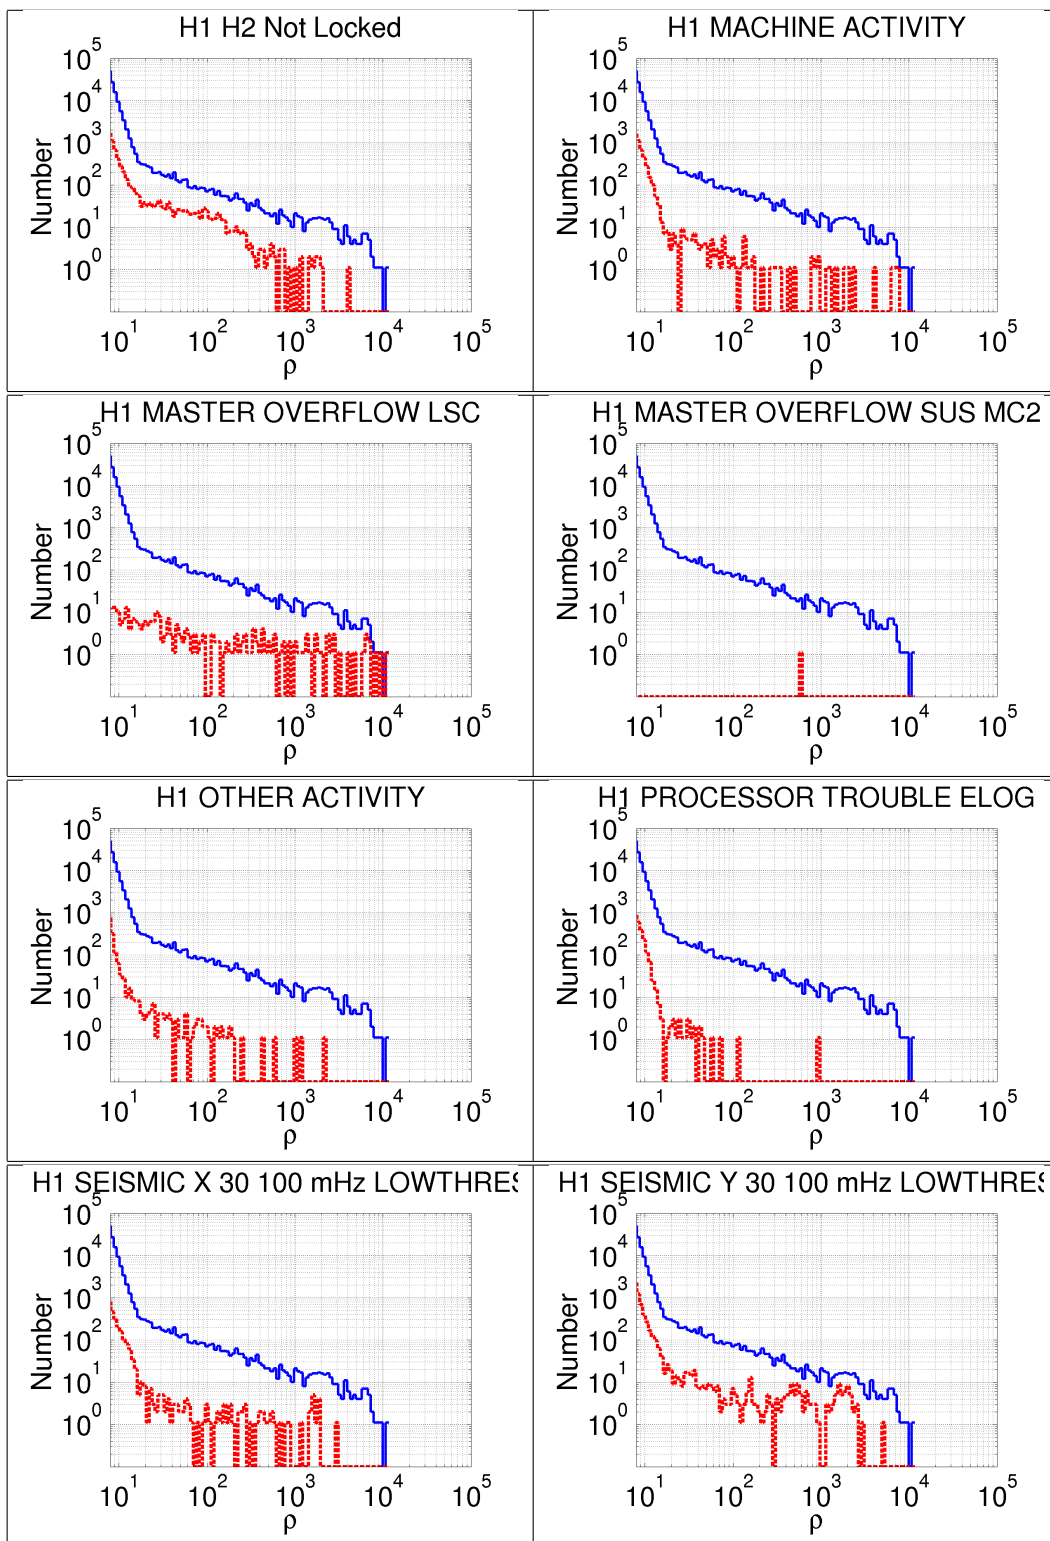 H1 H2 Not Locked
Number
10^5
10^4
10^3
10^2
10^1
10^0
10^1 10^2 10^3 10^4 10^5
ρ
H1 MACHINE ACTIVITY
Number
10^5
10^4
10^3
10^2
10^1
10^0
10^1 10^2 10^3 10^4 10^5
ρ
H1 MASTER OVERFLOW LSC
Number
10^5
10^4
10^3
10^2
10^1
10^0
10^1 10^2 10^3 10^4 10^5
ρ
H1 MASTER OVERFLOW SUS MC2
Number
10^5
10^4
10^3
10^2
10^1
10^0
10^1 10^2 10^3 10^4 10^5
ρ
H1 OTHER ACTIVITY
Number
10^5
10^4
10^3
10^2
10^1
10^0
10^1 10^2 10^3 10^4 10^5
ρ
H1 PROCESSOR TROUBLE ELOG
Number
10^5
10^4
10^3
10^2
10^1
10^0
10^1 10^2 10^3 10^4 10^5
ρ
H1 SEISMIC X 30 100 mHz LOWTHRES
Number
10^5
10^4
10^3
10^2
10^1
10^0
10^1 10^2 10^3 10^4 10^5
ρ
H1 SEISMIC Y 30 100 mHz LOWTHRES
Number
10^5
10^4
10^3
10^2
10^1
10^0
10^1 10^2 10^3 10^4 10^5
ρ